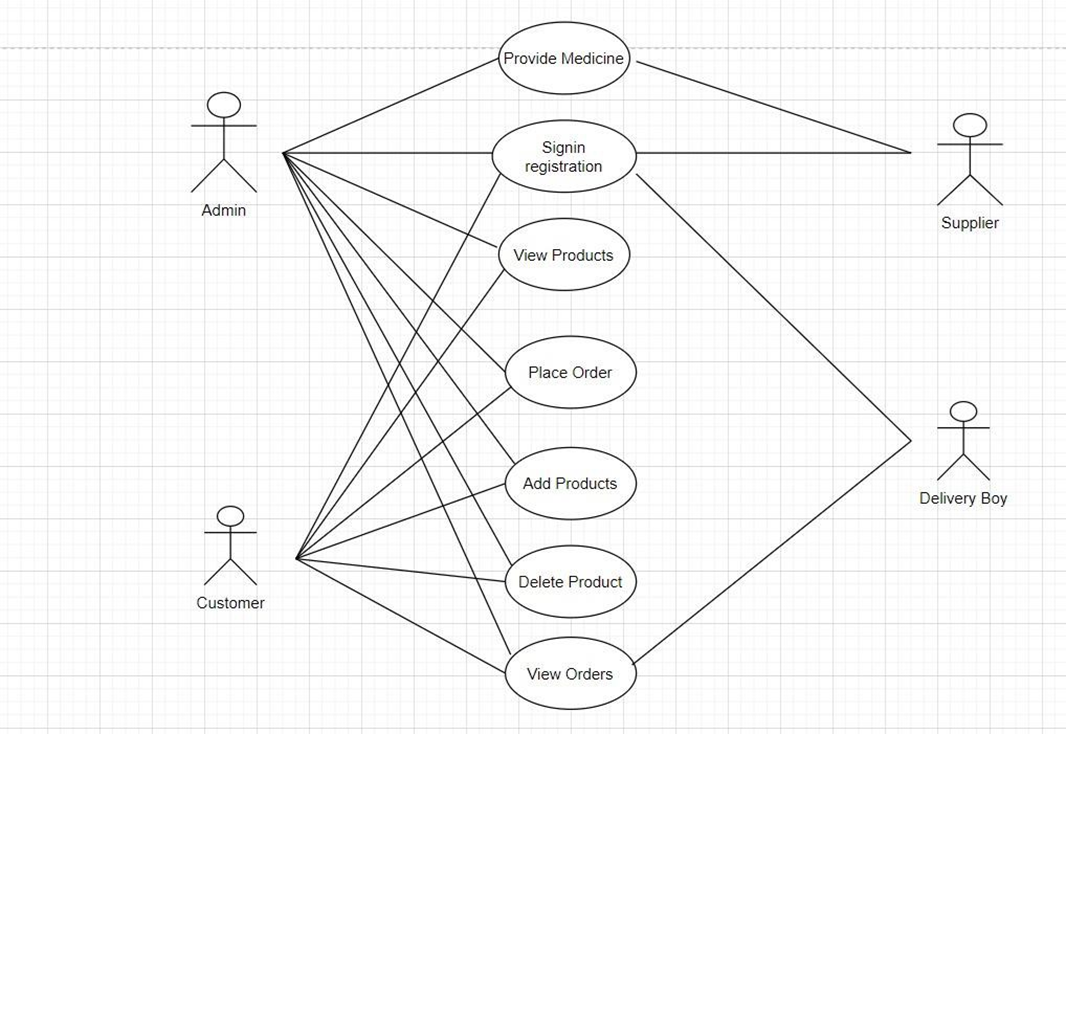 Provide Medicine
Signin
registration
Admin
Supplier
View Products
Place Order
Add Products
Delivery Boy
Delete Product
Customer
View Orders